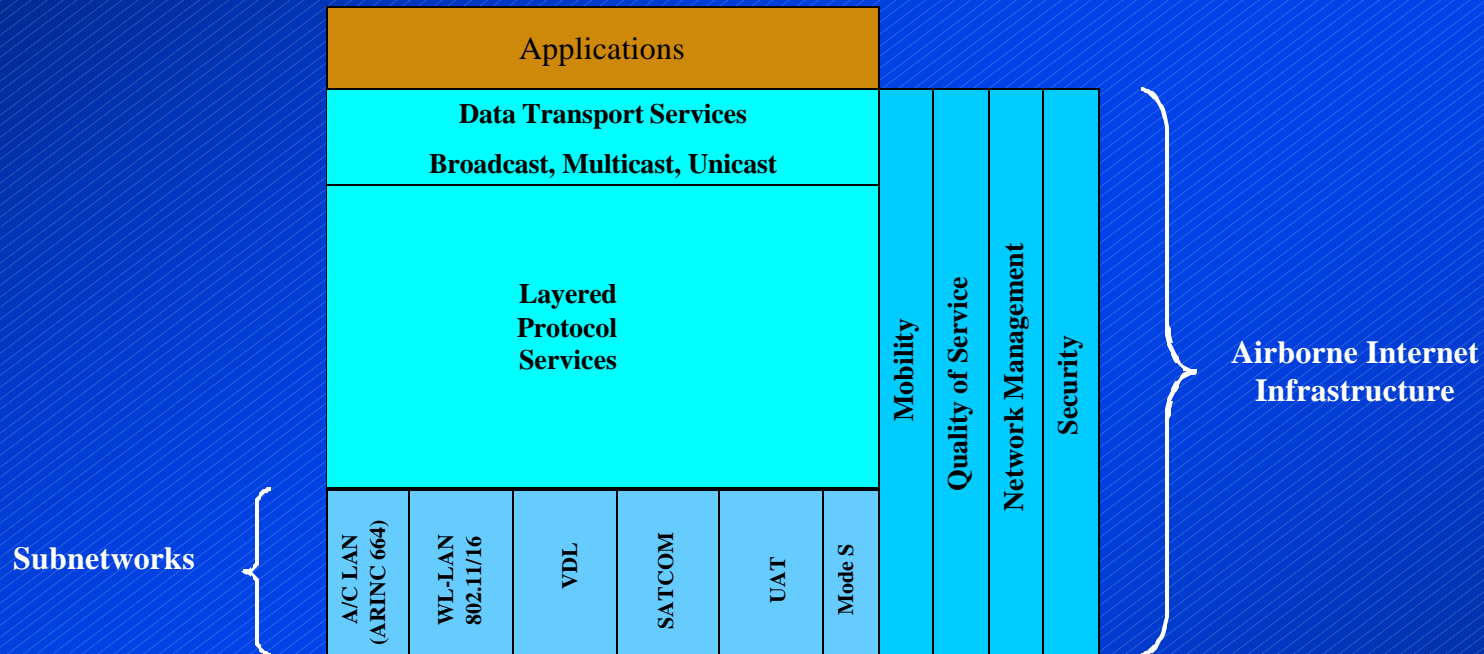 Applications
Data Transport Services
Broadcast, Multicast, Unicast
Layered
Protocol
Services
Mobility
Quality of Service
Network Management
Security
Airborne Internet
Infrastructure
Subnetworks
A/C LAN
(ARINC 664)
WL-LAN
802.11/16
VDL
SATCOM
UAT
Mode S